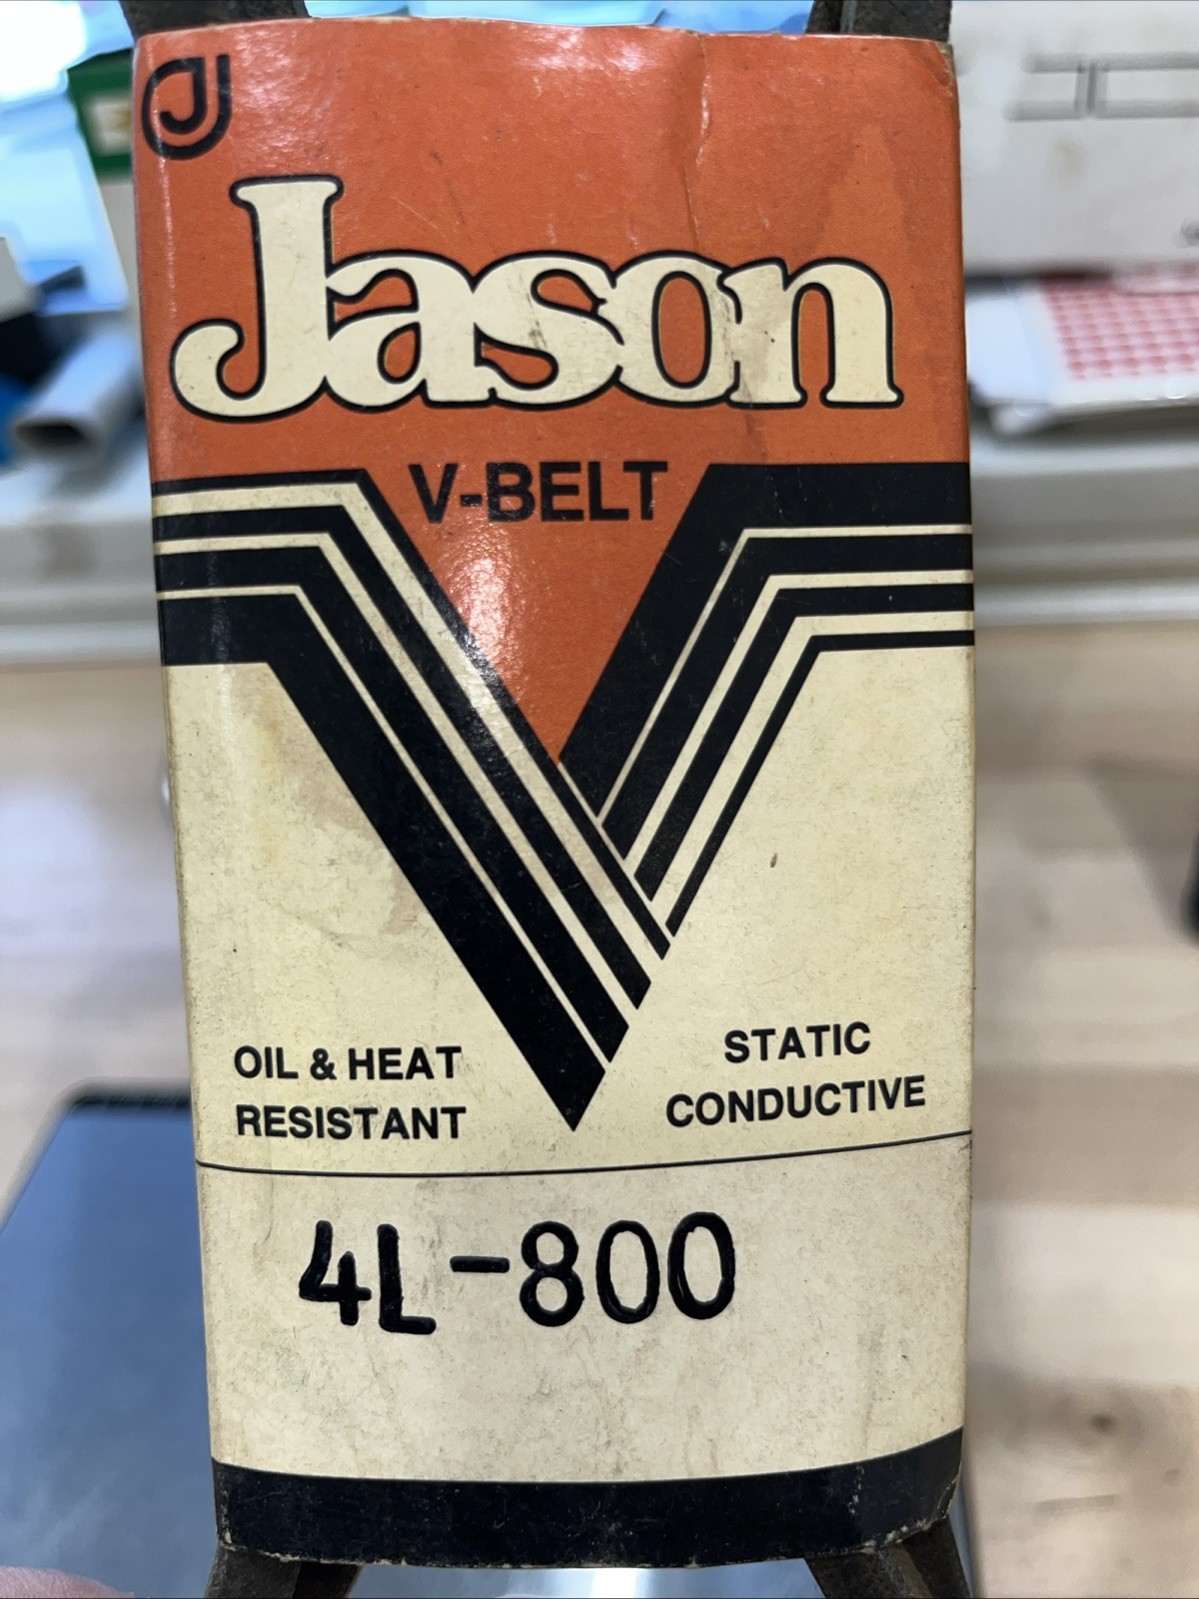 J
Jason
V-BELT
OIL & HEAT
RESISTANT
STATIC
CONDUCTIVE
4L-800